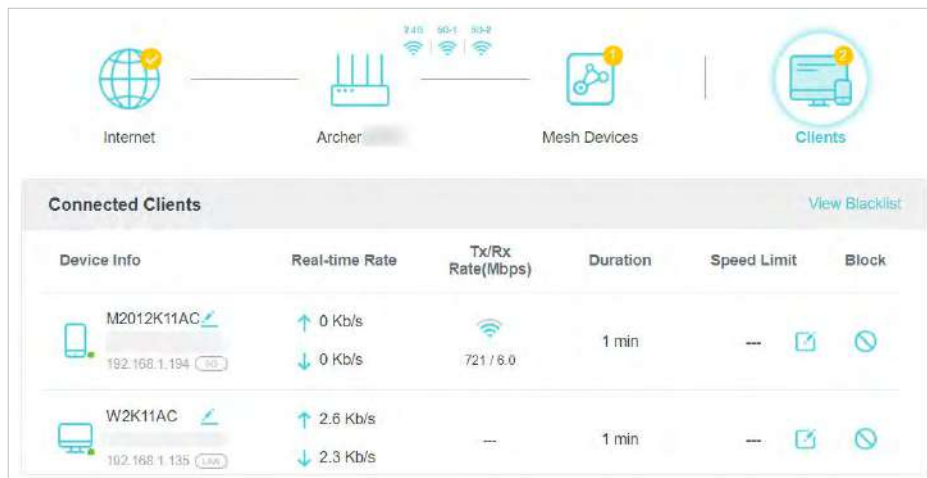 2.4G 5G-1 5G-2
1
2
Internet
Archer
Mesh Devices
Clients
Connected Clients
View Blacklist
Device Info
Real-time Rate
Tx/Rx
Rate(Mbps)
Duration
Speed Limit
Block
M2012K11AC
192.168.1.194 5G
↑ 0 Kb/s
↓ 0 Kb/s
721 / 6.0
1 min
---
W2K11AC
192.168.1.135 LAN
↑ 2.6 Kb/s
↓ 2.3 Kb/s
---
1 min
---